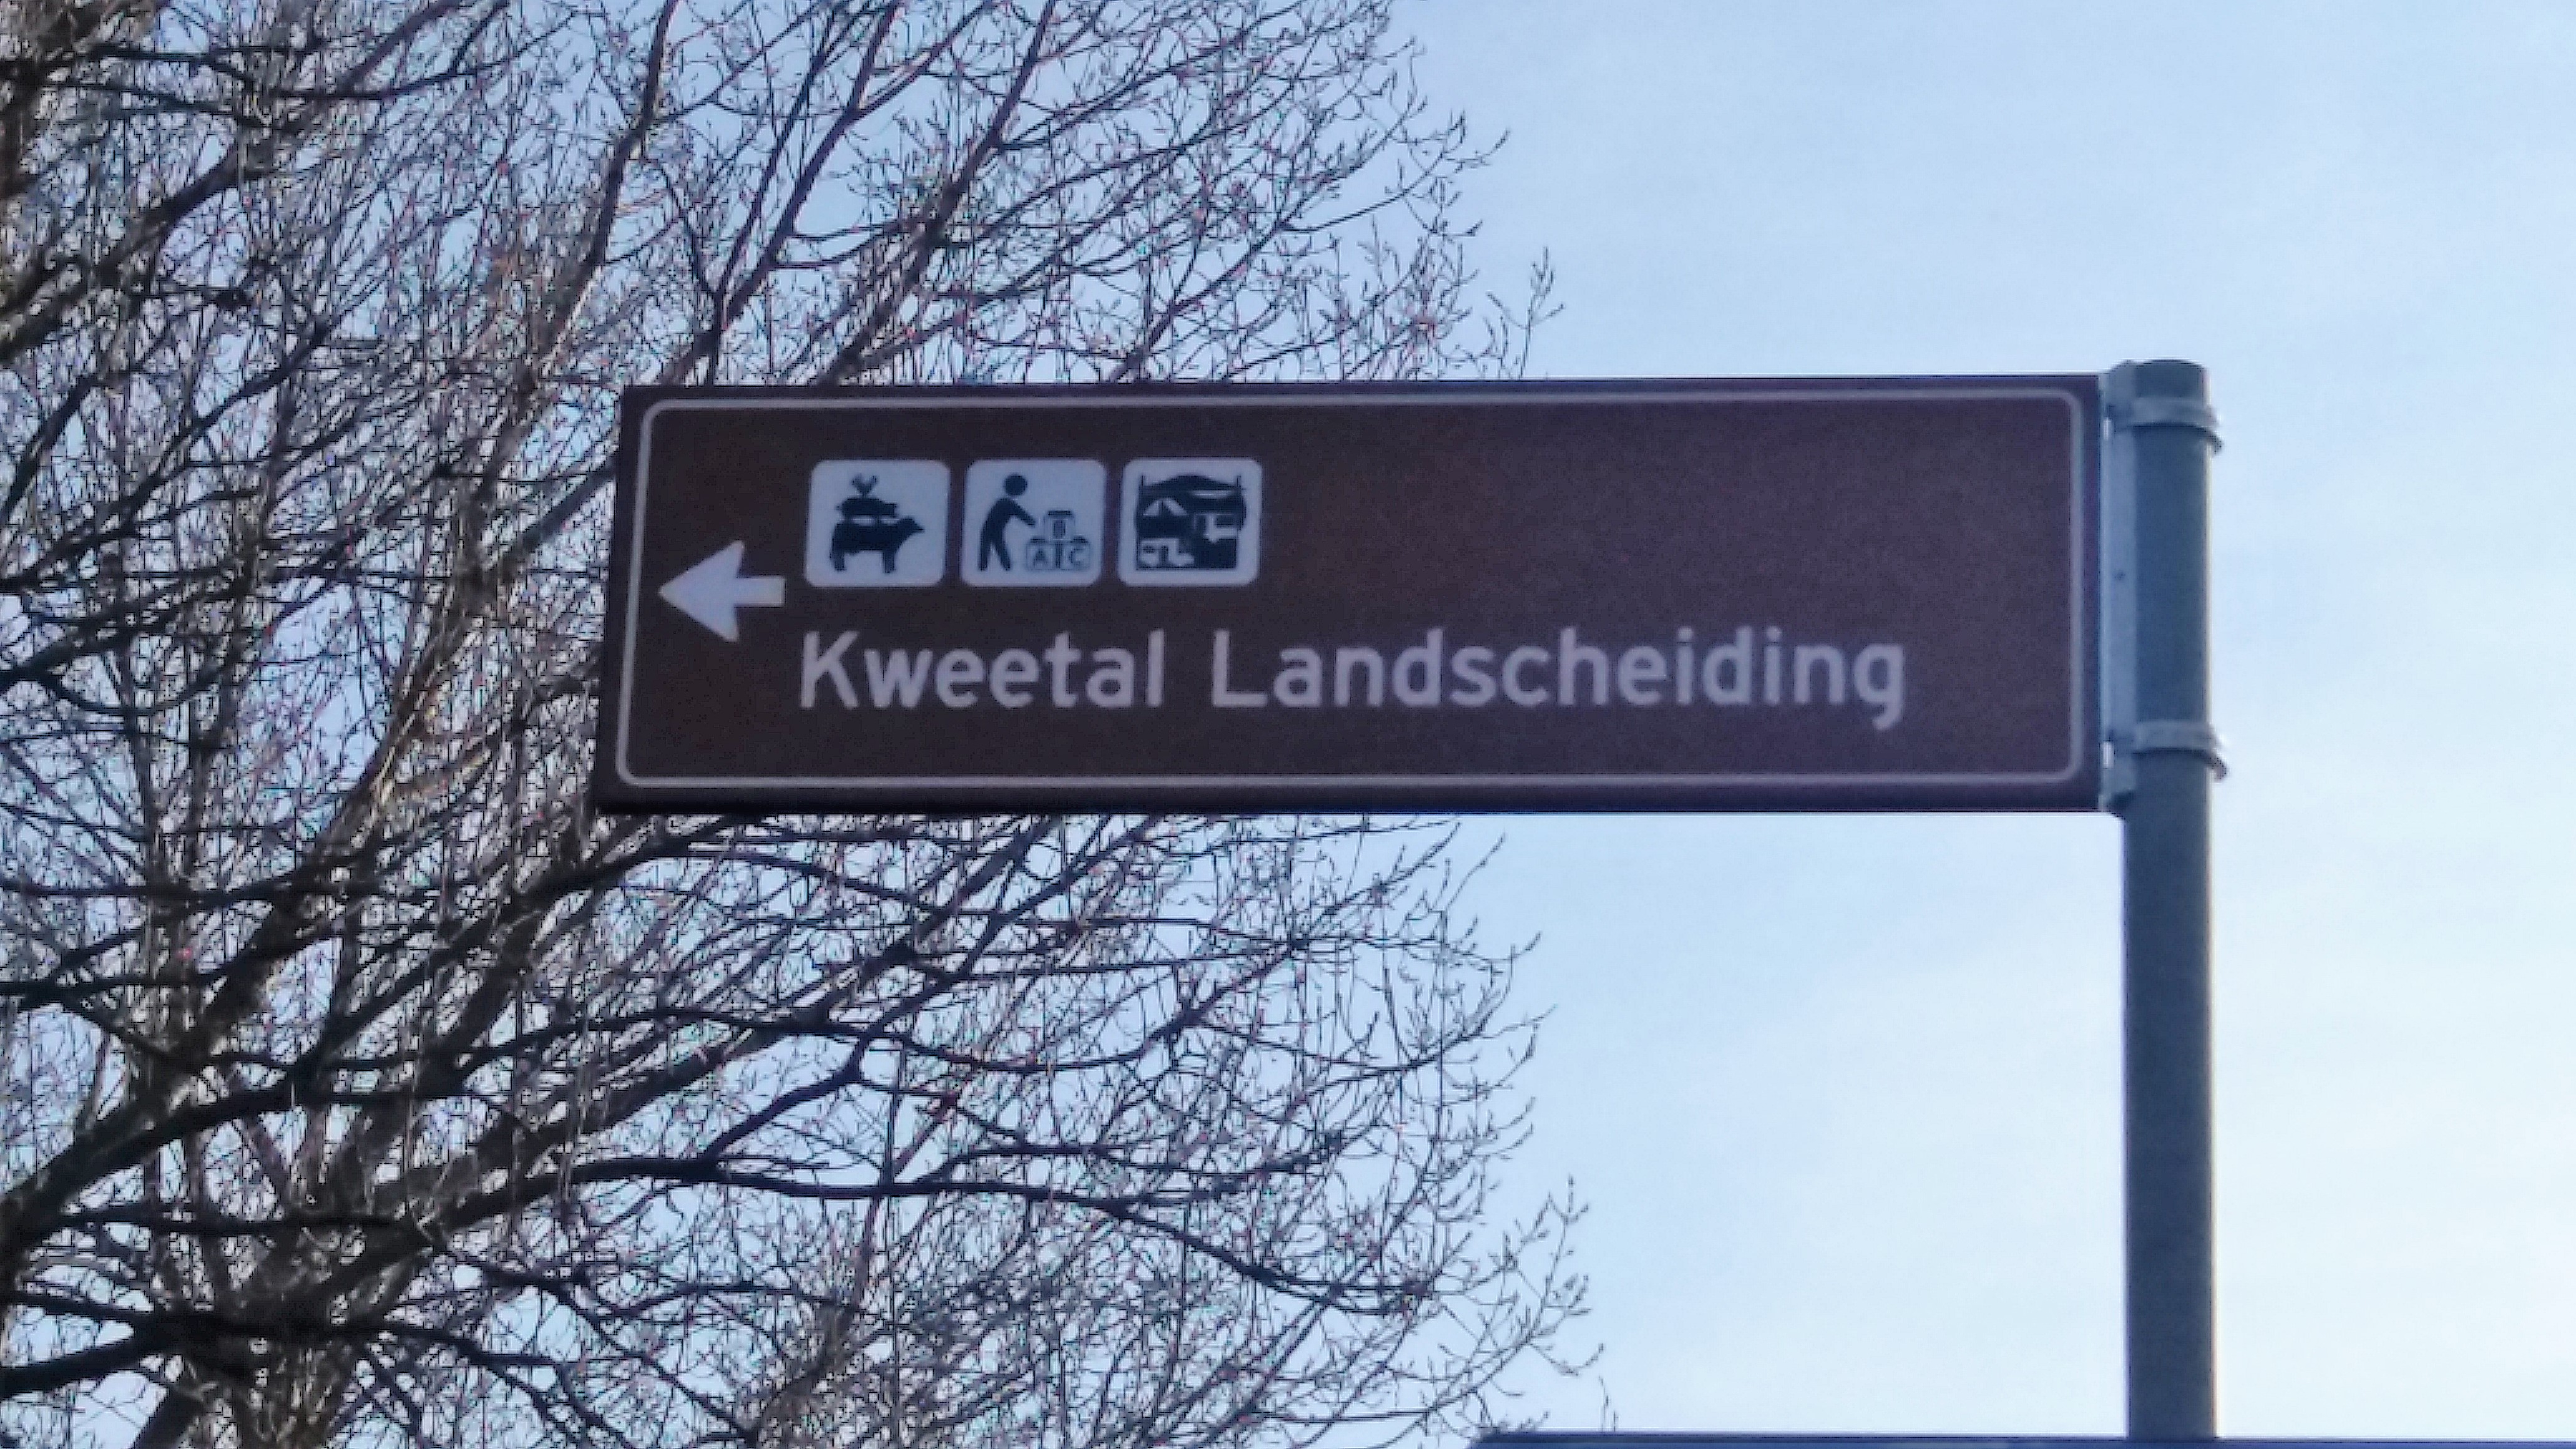 B
A C
Kweetal Landscheiding